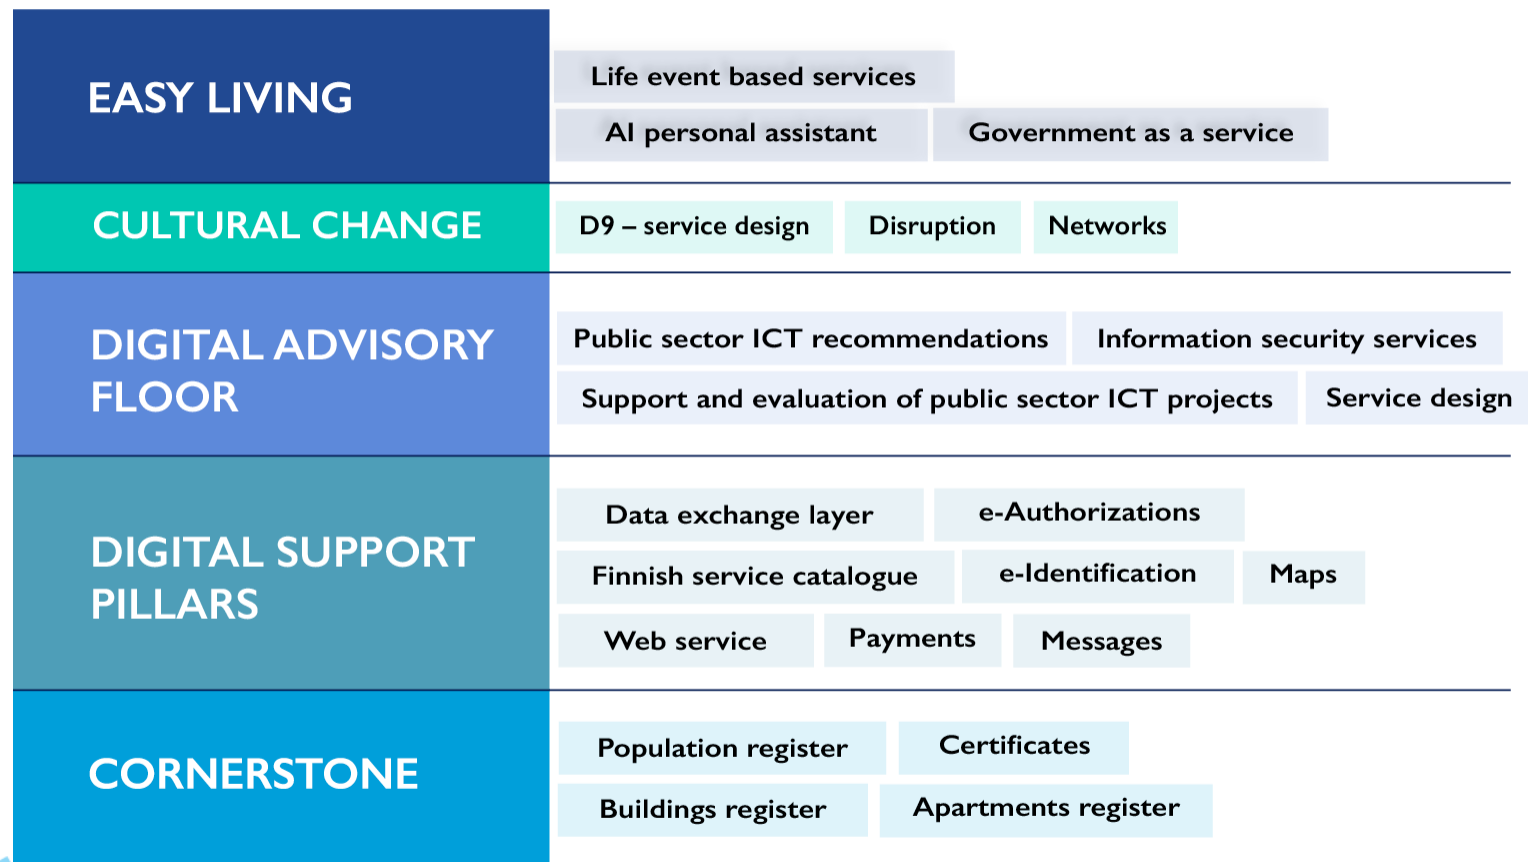 EASY LIVING
Life event based services
AI personal assistant
Government as a service
CULTURAL CHANGE
D9 – service design
Disruption
Networks
DIGITAL ADVISORY
FLOOR
Public sector ICT recommendations
Information security services
Support and evaluation of public sector ICT projects
Service design
DIGITAL SUPPORT
PILLARS
Data exchange layer
e-Authorizations
Finnish service catalogue
e-Identification
Maps
Web service
Payments
Messages
CORNERSTONE
Population register
Certificates
Buildings register
Apartments register